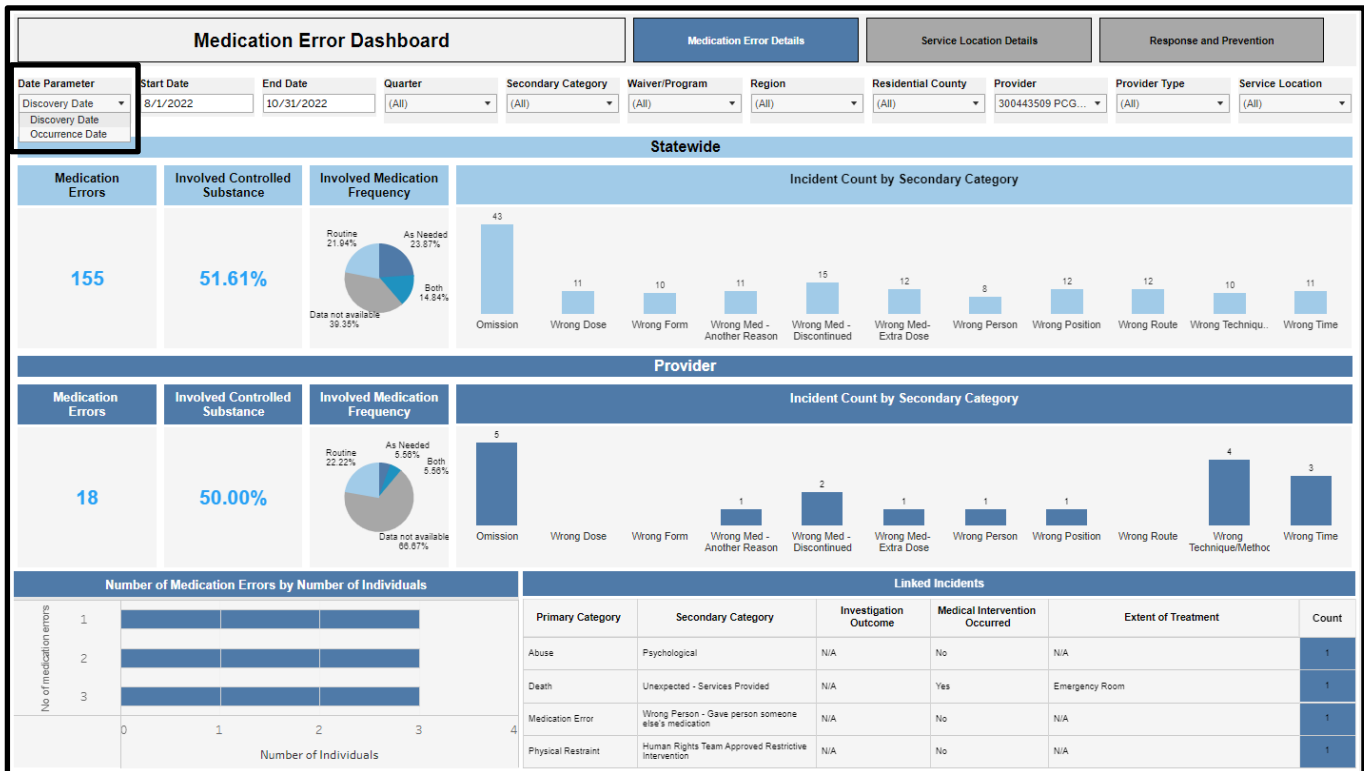 Medication Error Dashboard
Medication Error Details
Service Location Details
Response and Prevention
Date Parameter
Start Date
End Date
Quarter
Secondary Category
Waiver/Program
Region
Residential County
Provider
Provider Type
Service Location
Discovery Date
8/1/2022
10/31/2022
(All)
(All)
(All)
(All)
(All)
300443509 PCG...
(All)
(All)
Discovery Date
Occurrence Date
Statewide
Medication
Errors
Involved Controlled
Substance
Involved Medication
Frequency
Incident Count by Secondary Category
155
51.61%
Routine
21.94%
As Needed
23.87%
Both
14.84%
Data not available
39.35%
43
11
10
11
15
12
8
12
12
10
11
Omission
Wrong Dose
Wrong Form
Wrong Med -
Another Reason
Wrong Med -
Discontinued
Wrong Med-
Extra Dose
Wrong Person
Wrong Position
Wrong Route
Wrong Techniqu..
Wrong Time
Provider
Medication
Errors
Involved Controlled
Substance
Involved Medication
Frequency
Incident Count by Secondary Category
18
50.00%
Routine
22.22%
As Needed
5.56%
Both
5.56%
Data not available
66.67%
5
1
2
1
1
1
4
3
Omission
Wrong Dose
Wrong Form
Wrong Med -
Another Reason
Wrong Med -
Discontinued
Wrong Med-
Extra Dose
Wrong Person
Wrong Position
Wrong Route
Wrong
Technique/Method
Wrong Time
Number of Medication Errors by Number of Individuals
No of medication errors
1
2
3
0
1
2
3
4
Number of Individuals
Linked Incidents
Primary Category
Secondary Category
Investigation
Outcome
Medical Intervention
Occurred
Extent of Treatment
Count
Abuse
Psychological
N/A
No
N/A
1
Death
Unexpected - Services Provided
N/A
Yes
Emergency Room
1
Medication Error
Wrong Person - Gave person someone
else's medication
N/A
No
N/A
1
Physical Restraint
Human Rights Team Approved Restrictive
Intervention
N/A
No
N/A
1